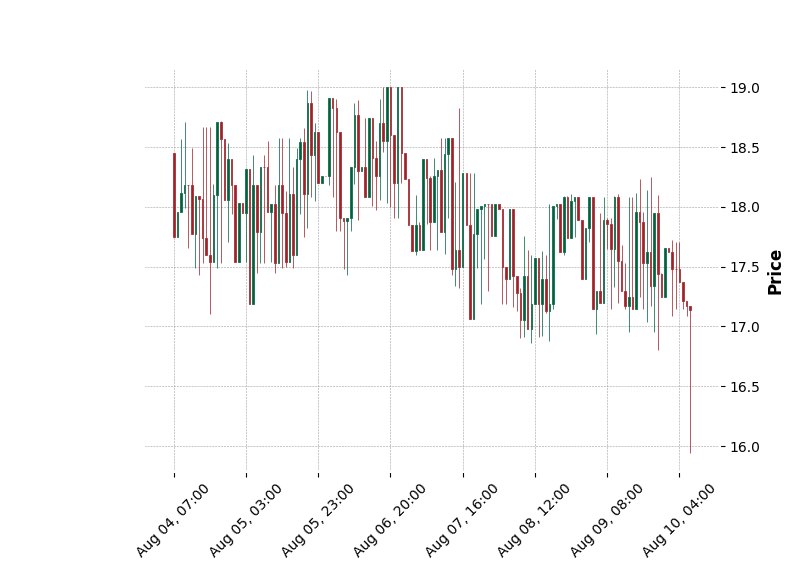 19.0
18.5
18.0
17.5
17.0
16.5
16.0
Price
Aug 04, 07:00
Aug 05, 03:00
Aug 05, 23:00
Aug 06, 20:00
Aug 07, 16:00
Aug 08, 12:00
Aug 09, 08:00
Aug 10, 04:00